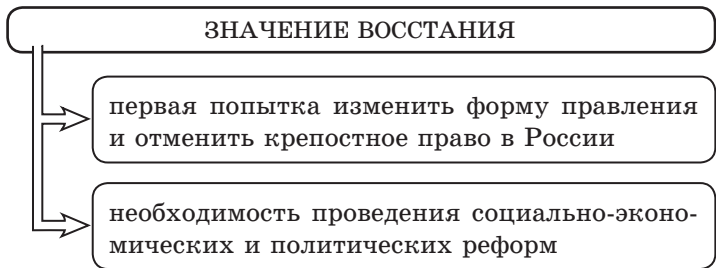 ЗНАЧЕНИЕ ВОССТАНИЯ
первая попытка изменить форму правления
и отменить крепостное право в России
необходимость проведения социально-эконо-
мических и политических реформ